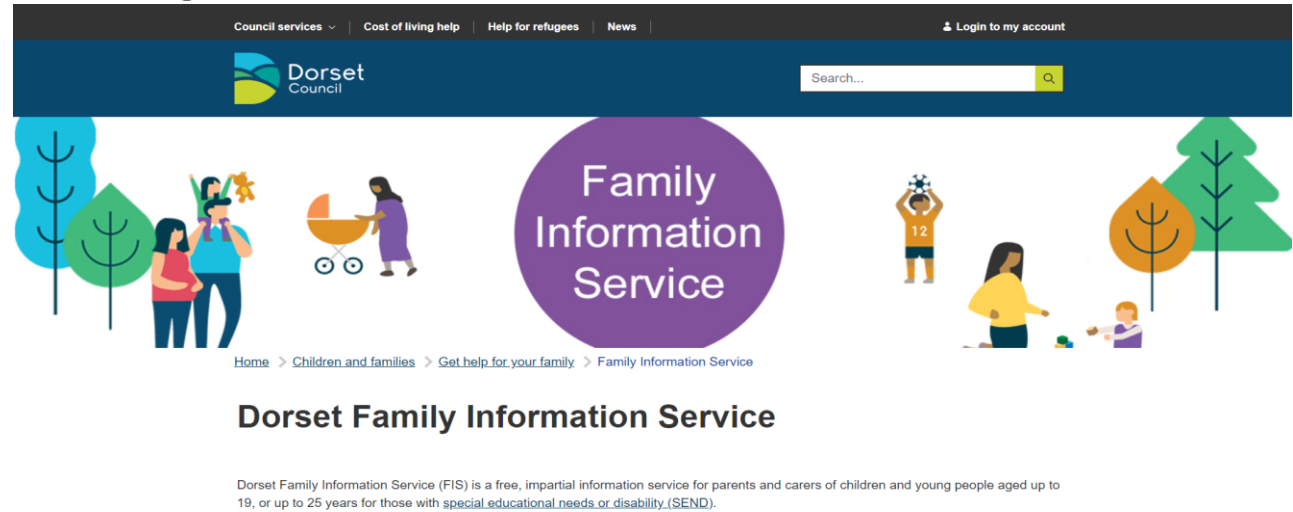 Council services
Cost of living help
Help for refugees
News
Login to my account
Dorset
Council
Search...
Family
Information
Service
12
Home > Children and families > Get help for your family > Family Information Service
Dorset Family Information Service
Dorset Family Information Service (FIS) is a free, impartial information service for parents and carers of children and young people aged up to
19, or up to 25 years for those with special educational needs or disability (SEND).